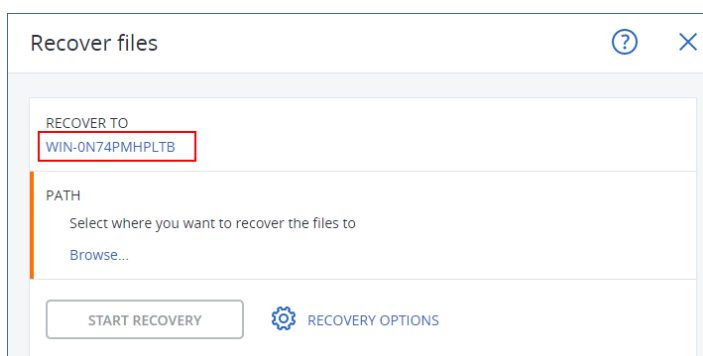 Recover files
RECOVER TO
WIN-0N74PMHPLTB
PATH
Select where you want to recover the files to
Browse...
START RECOVERY
RECOVERY OPTIONS